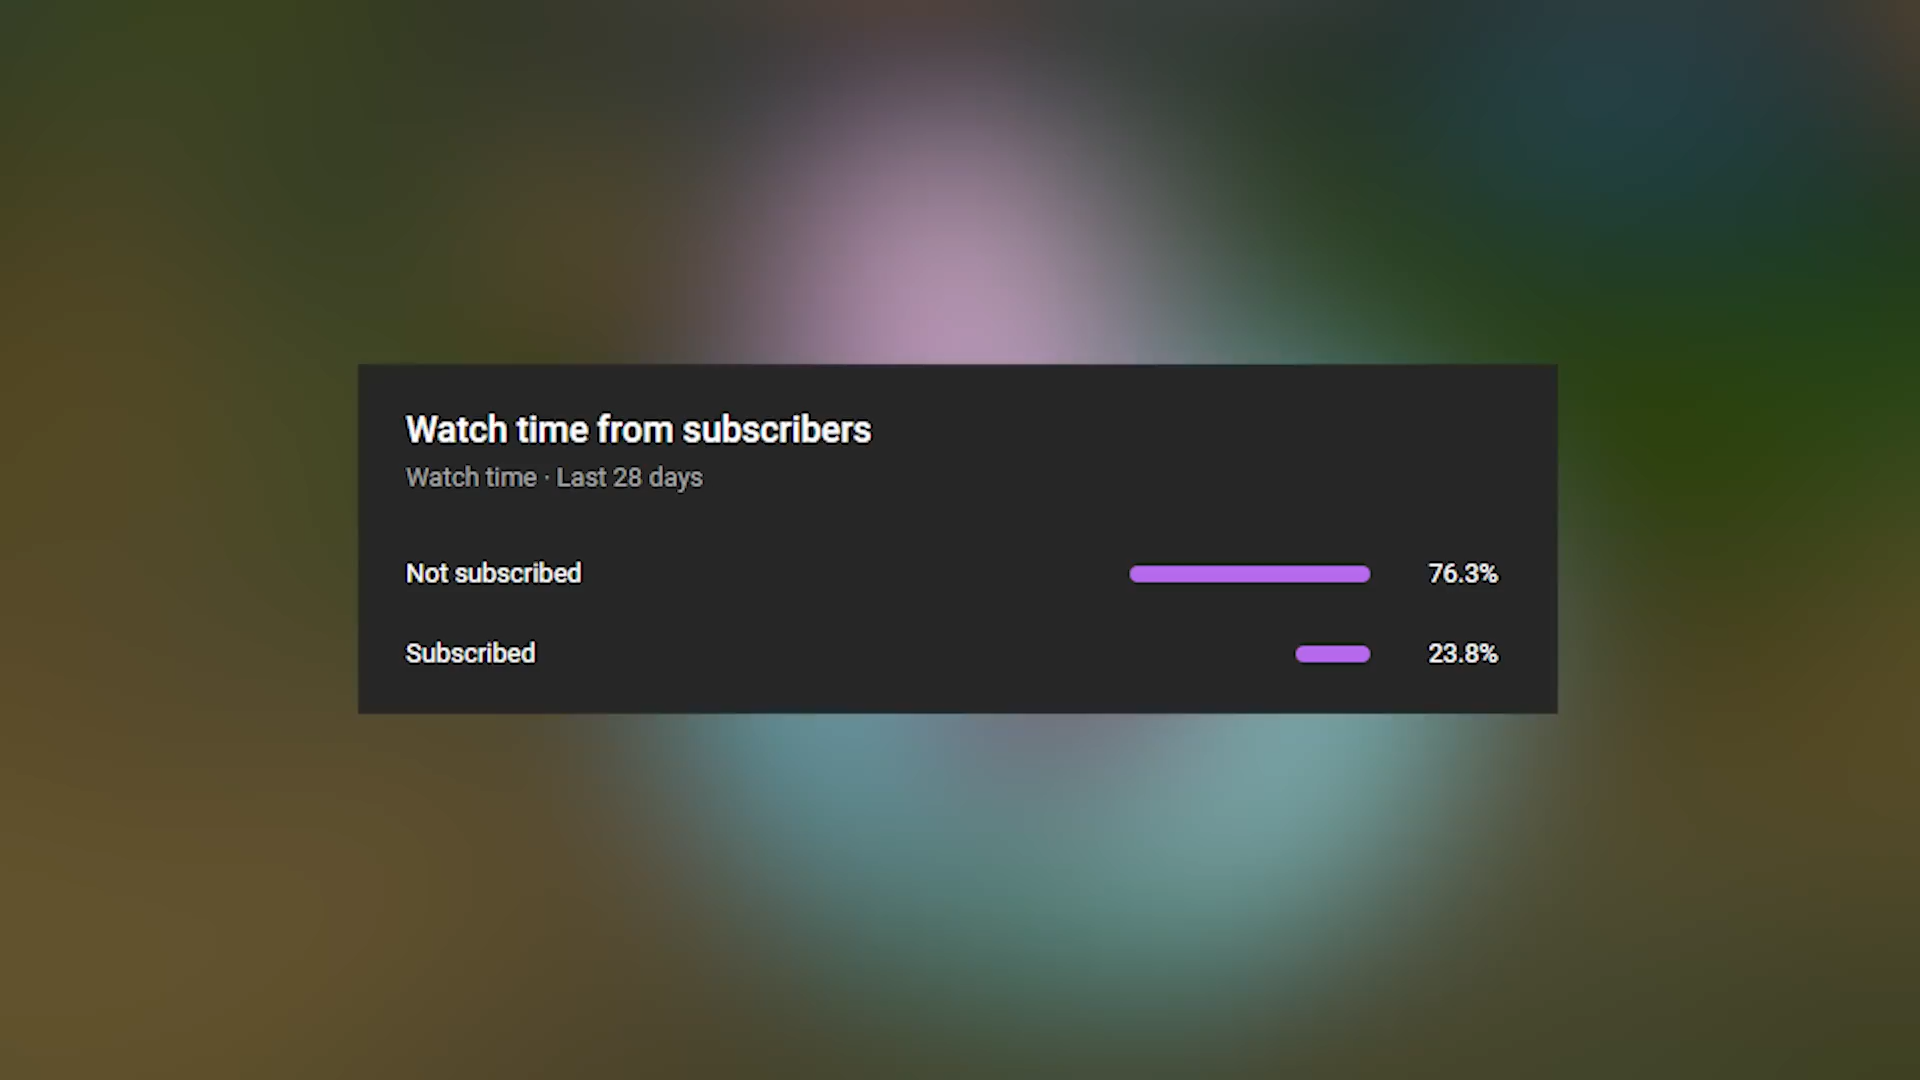 Watch time from subscribers
Watch time · Last 28 days
Not subscribed 76.3%
Subscribed 23.8%